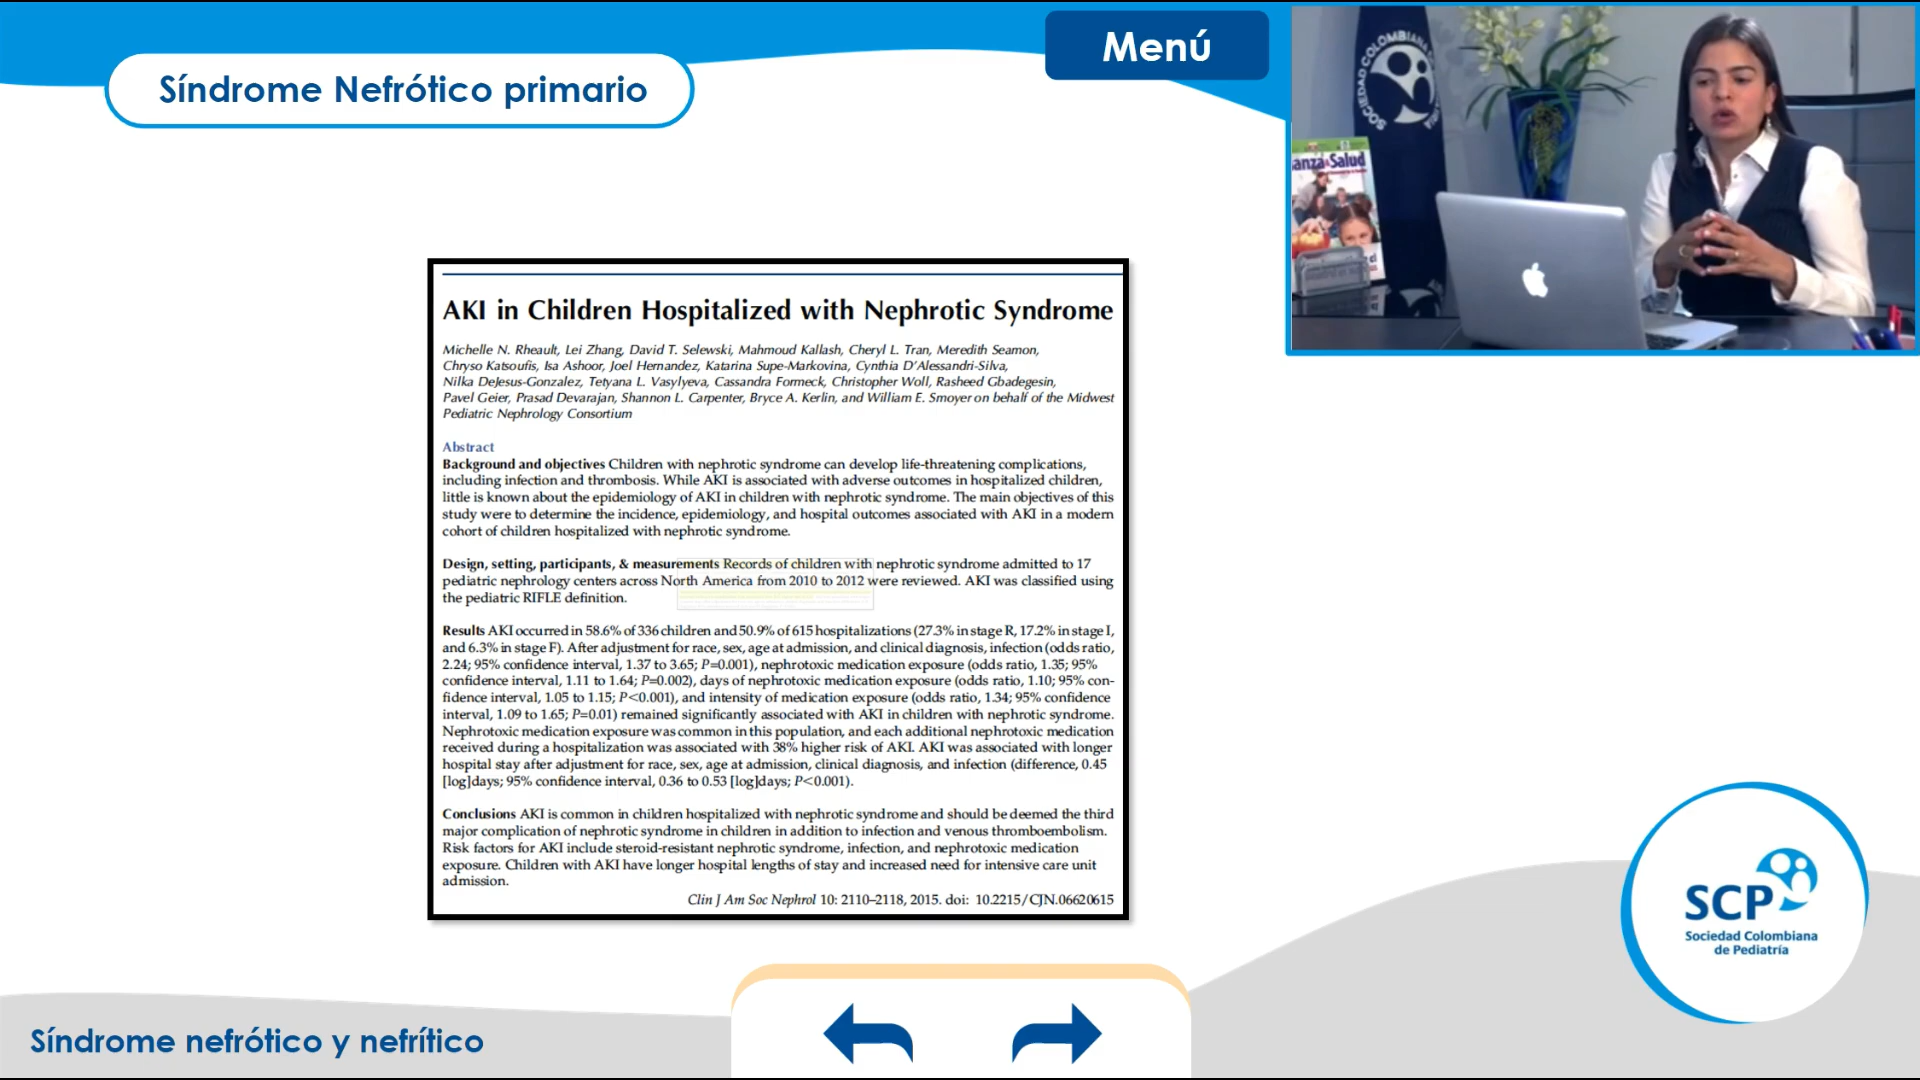 Síndrome Nefrótico primario
Menú
SOCIEDAD COLOMBIANA
anza&Salud
AKI in Children Hospitalized with Nephrotic Syndrome
Michelle N. Rheault, Lei Zhang, David T. Selewski, Mahmoud Kallash, Cheryl L. Tran, Meredith Seamon,
Chryso Katsoufis, Isa Ashoor, Joel Hernandez, Katarina Supe-Markovina, Cynthia D'Alessandri-Silva,
Nilka DeJesus-Gonzalez, Tetyana L. Vasylyeva, Cassandra Formeck, Christopher Woll, Rasheed Gbadegesin,
Pavel Geier, Prasad Devarajan, Shannon L. Carpenter, Bryce A. Kerlin, and William E. Smoyer on behalf of the Midwest
Pediatric Nephrology Consortium
Abstract
Background and objectives Children with nephrotic syndrome can develop life-threatening complications,
including infection and thrombosis. While AKI is associated with adverse outcomes in hospitalized children,
little is known about the epidemiology of AKI in children with nephrotic syndrome. The main objectives of this
study were to determine the incidence, epidemiology, and hospital outcomes associated with AKI in a modern
cohort of children hospitalized with nephrotic syndrome.
Design, setting, participants, & measurements Records of children with nephrotic syndrome admitted to 17
pediatric nephrology centers across North America from 2010 to 2012 were reviewed. AKI was classified using
the pediatric RIFLE definition.
Results AKI occurred in 58.6% of 336 children and 50.9% of 615 hospitalizations (27.3% in stage R, 17.2% in stage I,
and 6.3% in stage F). After adjustment for race, sex, age at admission, and clinical diagnosis, infection (odds ratio,
2.24; 95% confidence interval, 1.37 to 3.65; P=0.001), nephrotoxic medication exposure (odds ratio, 1.35; 95%
confidence interval, 1.11 to 1.64; P=0.002), days of nephrotoxic medication exposure (odds ratio, 1.10; 95% con-
fidence interval, 1.05 to 1.15; P<0.001), and intensity of medication exposure (odds ratio, 1.34; 95% confidence
interval, 1.09 to 1.65; P=0.01) remained significantly associated with AKI in children with nephrotic syndrome.
Nephrotoxic medication exposure was common in this population, and each additional nephrotoxic medication
received during a hospitalization was associated with 38% higher risk of AKI. AKI was associated with longer
hospital stay after adjustment for race, sex, age at admission, clinical diagnosis, and infection (difference, 0.45
[log]days; 95% confidence interval, 0.36 to 0.53 [log]days; P<0.001).
Conclusions AKI is common in children hospitalized with nephrotic syndrome and should be deemed the third
major complication of nephrotic syndrome in children in addition to infection and venous thromboembolism.
Risk factors for AKI include steroid-resistant nephrotic syndrome, infection, and nephrotoxic medication
exposure. Children with AKI have longer hospital lengths of stay and increased need for intensive care unit
admission.
Clin J Am Soc Nephrol 10: 2110–2118, 2015. doi: 10.2215/CJN.06620615
SCP
Sociedad Colombiana
de Pediatría
Síndrome nefrótico y nefrítico